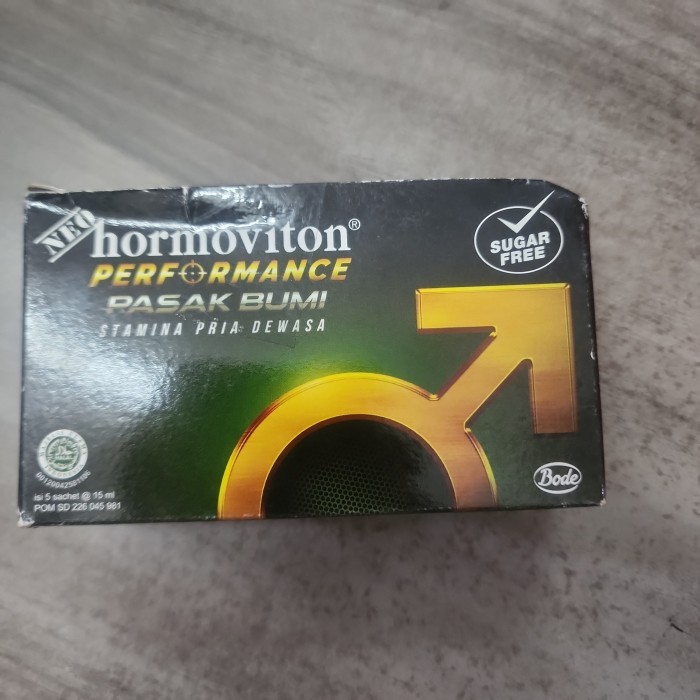 NEO
hormoviton®
PERFORMANCE
PASAK BUMI
STAMINA PRIA DEWASA
SUGAR
FREE
Bode
isi 5 sachet @ 15 ml
POM SD 226 045 981